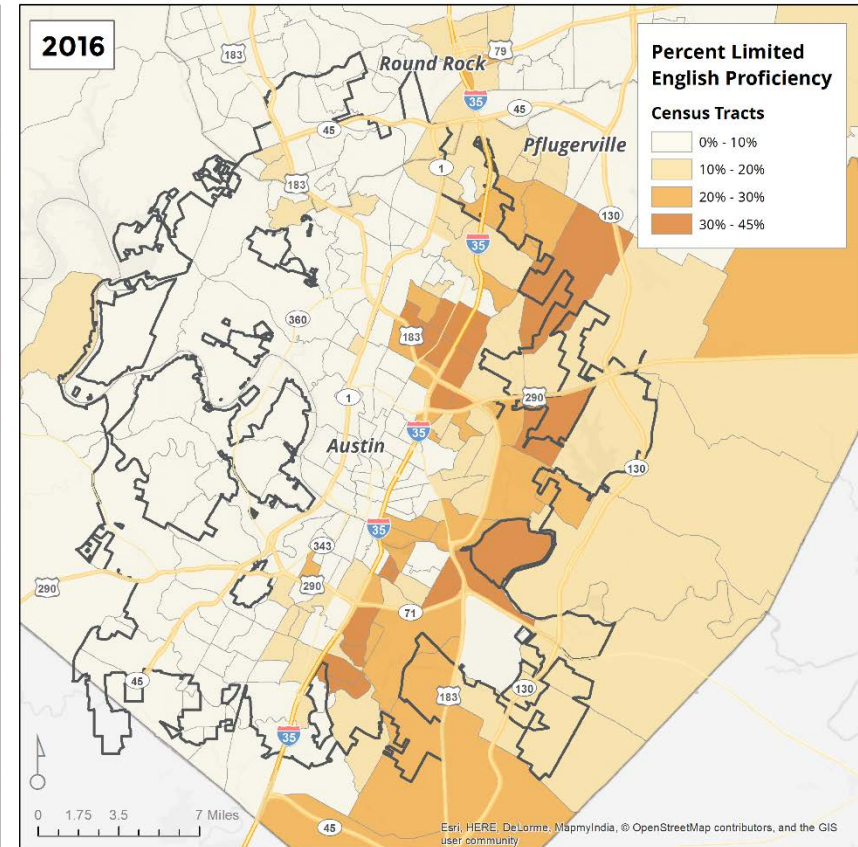 2016
183
Round Rock
79
35
45
45
Pflugerville
1
183
130
35
360
183
1
290
35
Austin
130
35
343
290
290
71
45
183
130
35
45
Percent Limited
English Proficiency
Census Tracts
0% - 10%
10% - 20%
20% - 30%
30% - 45%
0 1.75 3.5 7 Miles
Esri, HERE, DeLorme, MapmyIndia, © OpenStreetMap contributors, and the GIS
user community